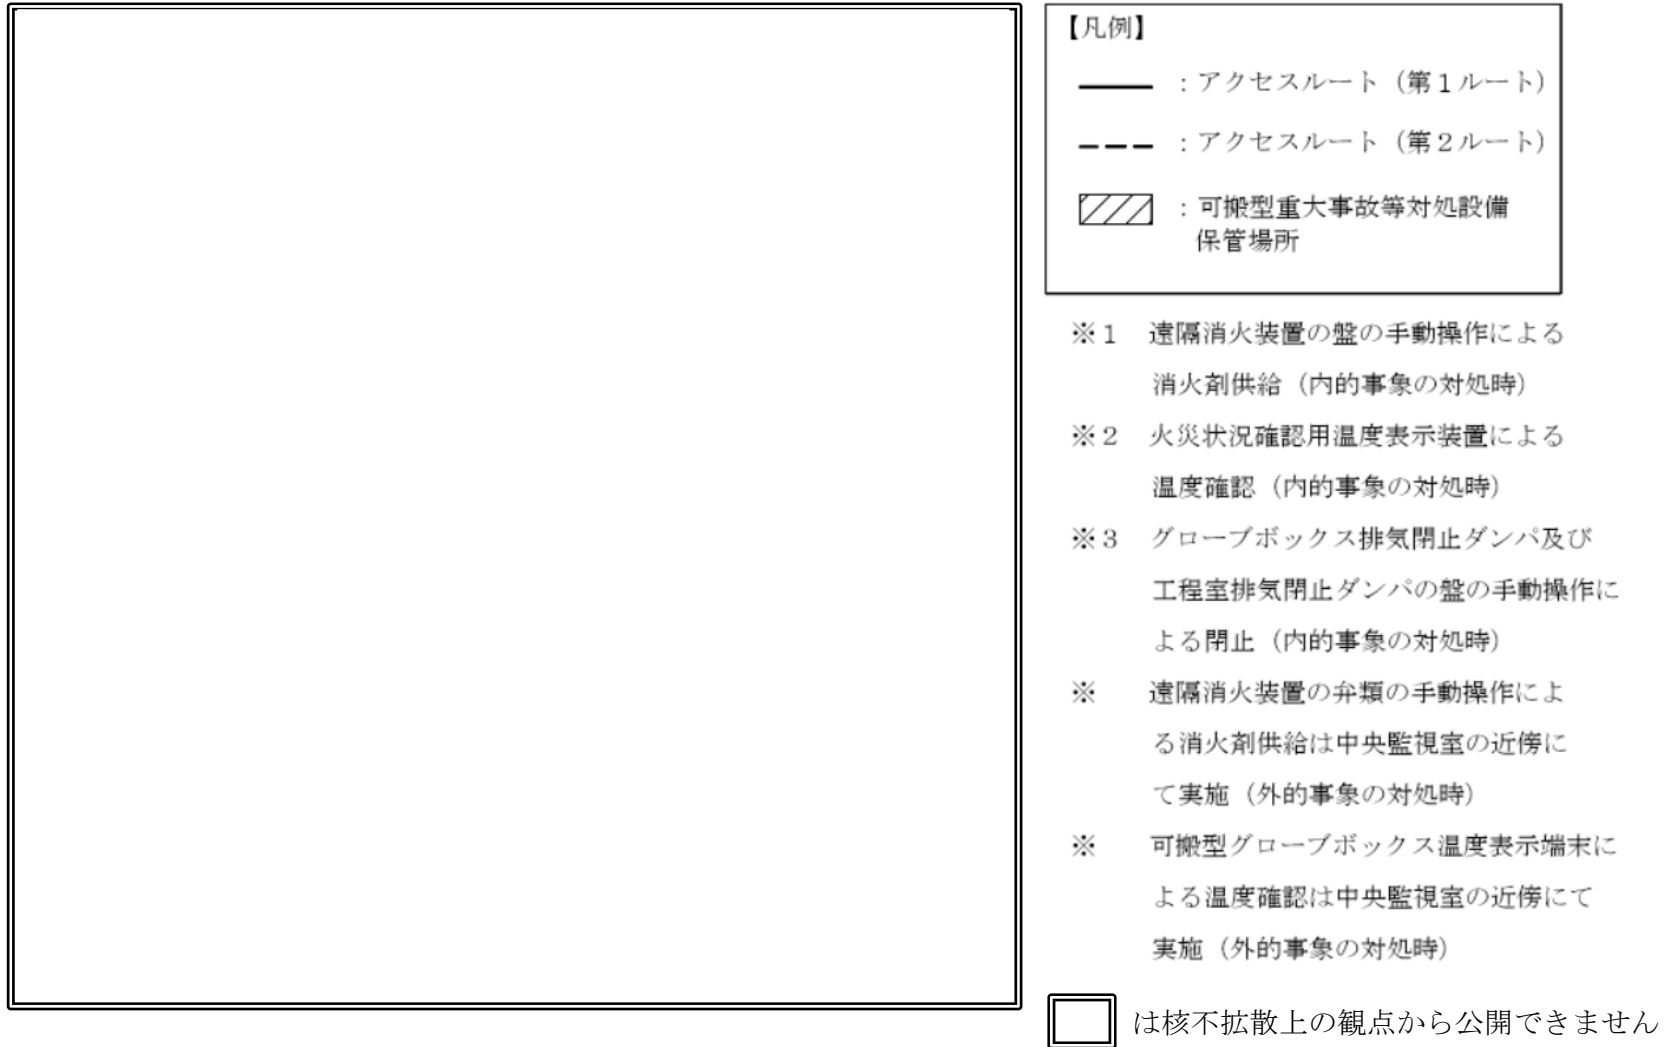 【凡例】
：アクセスルート（第１ルート）
：アクセスルート（第２ルート）
：可搬型重大事故等対処設備
保管場所
※１　遠隔消火装置の盤の手動操作による
消火剤供給（内的事象の対処時）
※２　火災状況確認用温度表示装置による
温度確認（内的事象の対処時）
※３　グローブボックス排気閉止ダンパ及び
工程室排気閉止ダンパの盤の手動操作に
よる閉止（内的事象の対処時）
※　遠隔消火装置の弁類の手動操作によ
る消火剤供給は中央監視室の近傍に
て実施（外的事象の対処時）
※　可搬型グローブボックス温度表示端末に
よる温度確認は中央監視室の近傍にて
実施（外的事象の対処時）
は核不拡散上の観点から公開できません